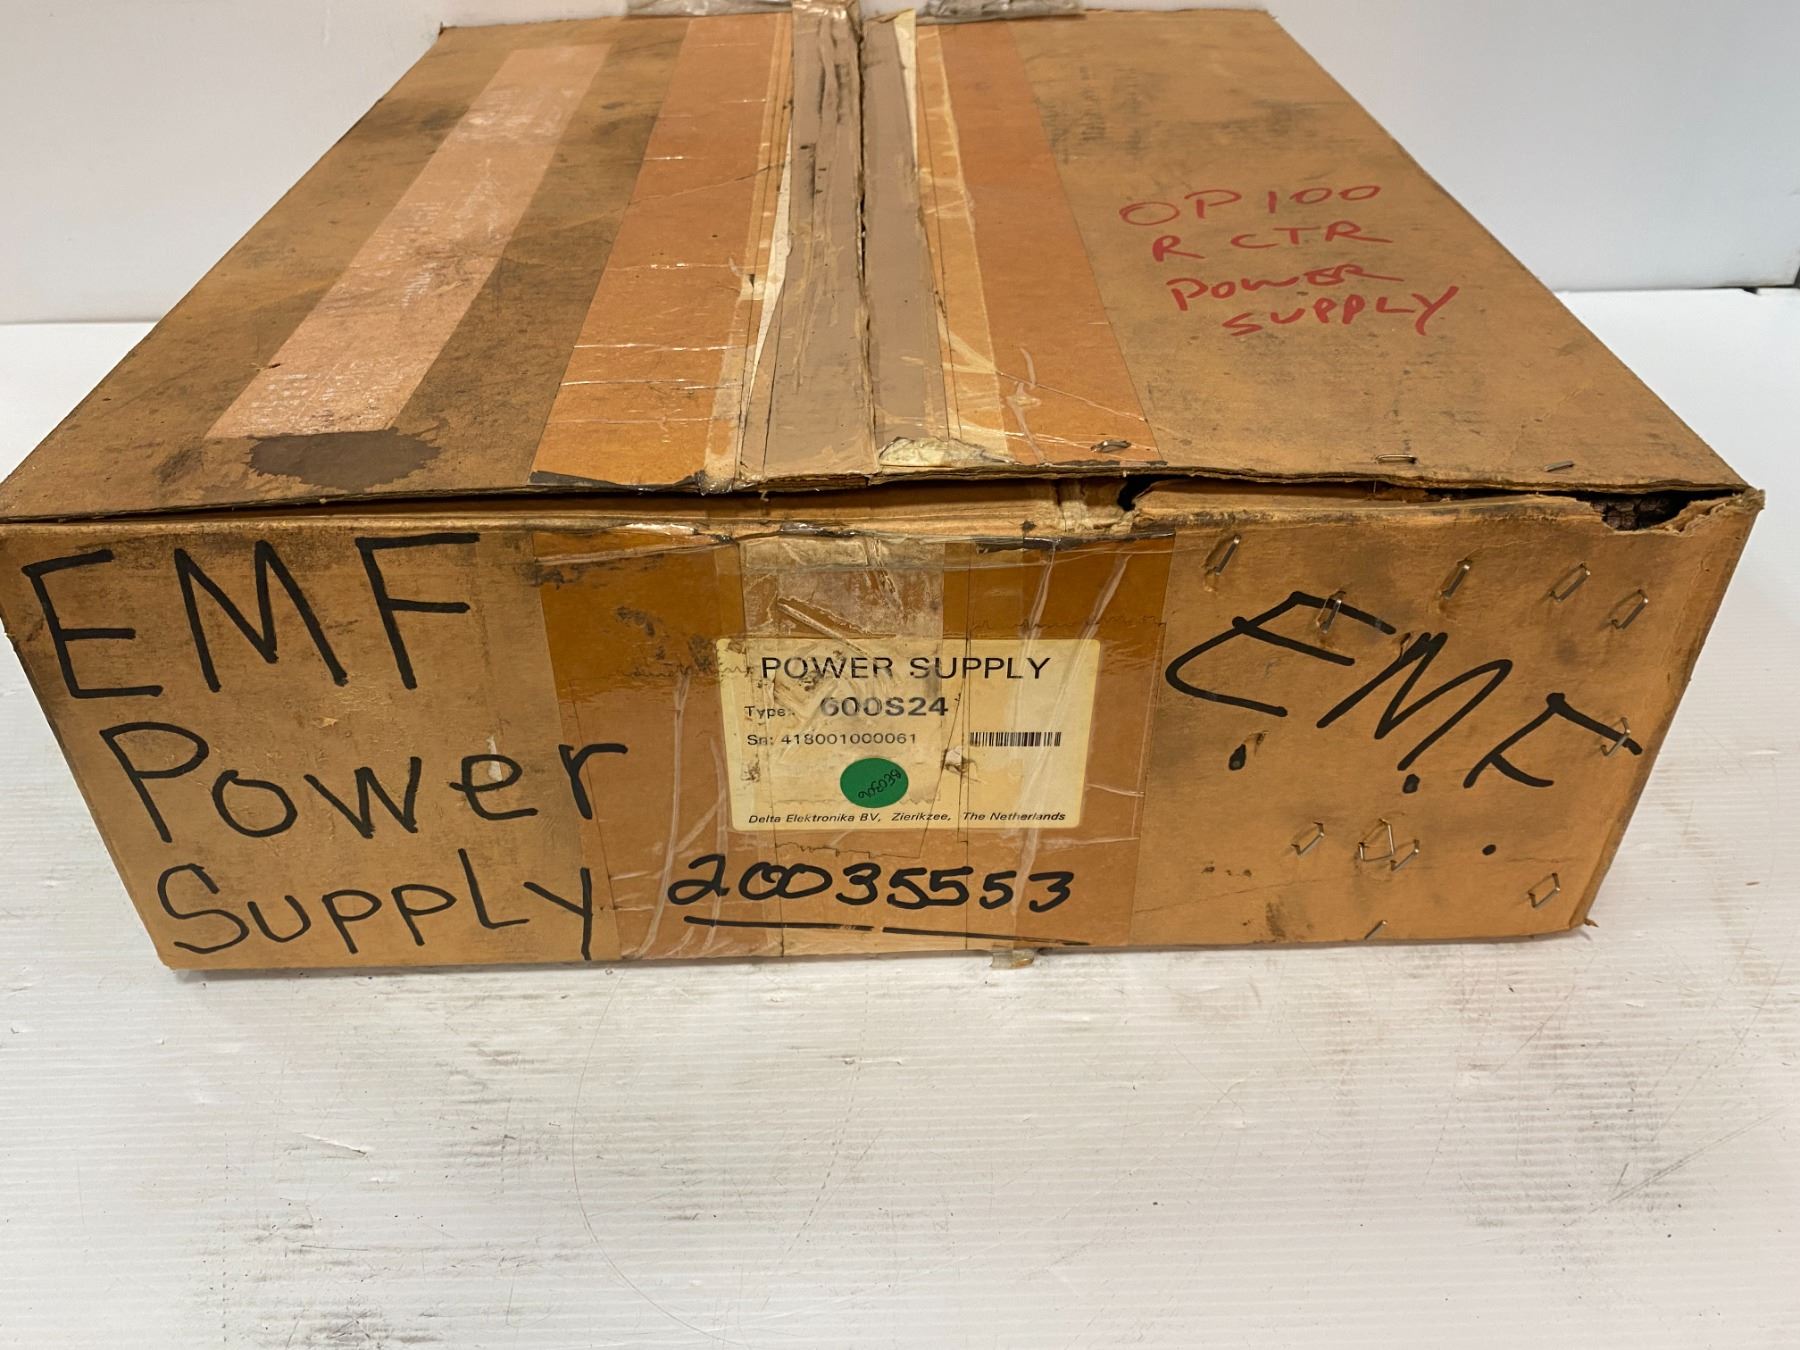 OP100
R CTR
POWER
SUPPLY
EMF
Power
Supply
POWER SUPPLY
Type: 600S24
Sn: 418001000061
Delta Elektronika BV, Zierikzee, The Netherlands
20035553
E.M.F.